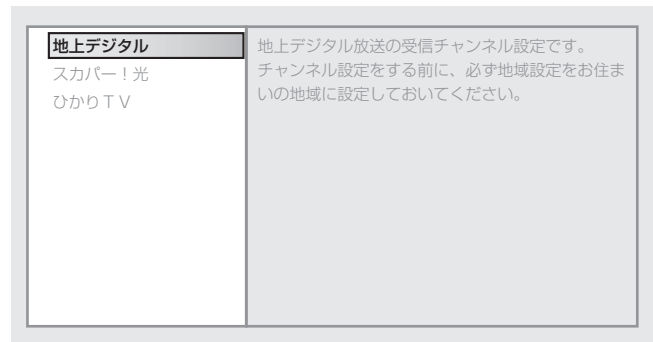 地上デジタル
スカパー！光
ひかりＴＶ
地上デジタル放送の受信チャンネル設定です。
チャンネル設定をする前に、必ず地域設定をお住ま
いの地域に設定しておいてください。